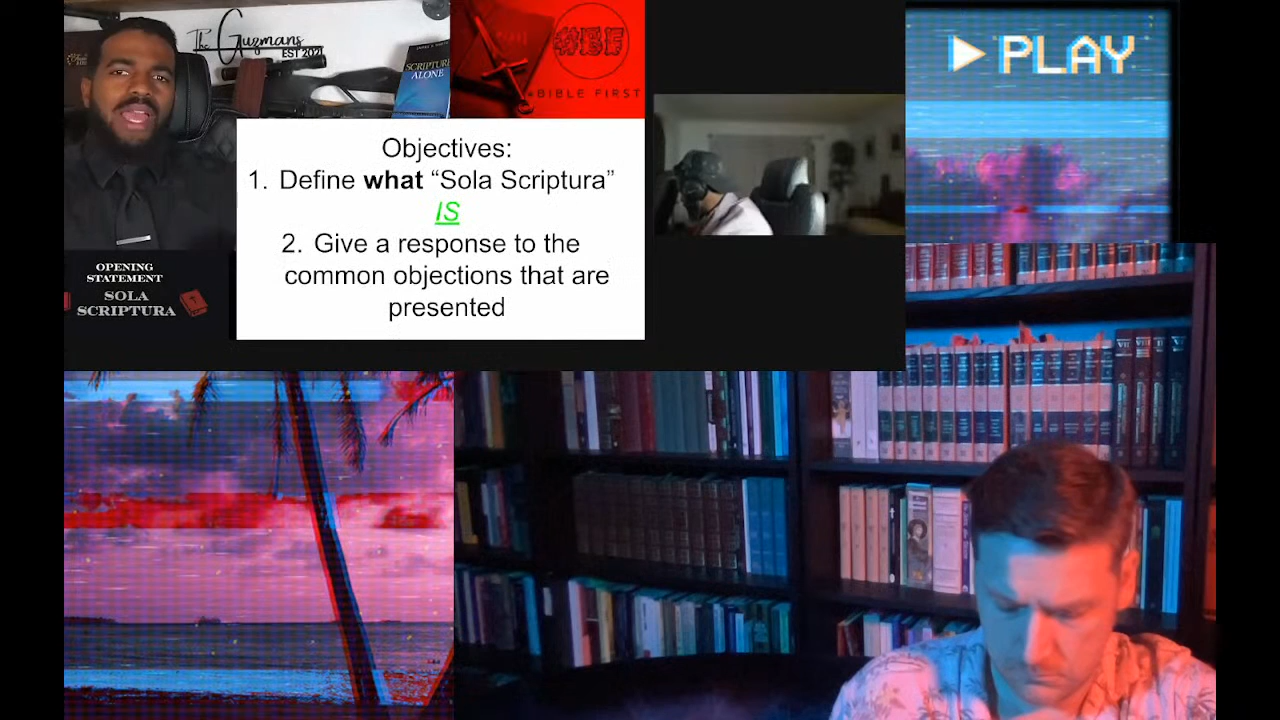 The Guzmans
EST 2021
SCRIPTURE
ALONE
#BF
#BIBLE FIRST
PLAY
Objectives:
1. Define what “Sola Scriptura”
IS
2. Give a response to the
common objections that are
presented
OPENING
STATEMENT
SOLA
SCRIPTURA